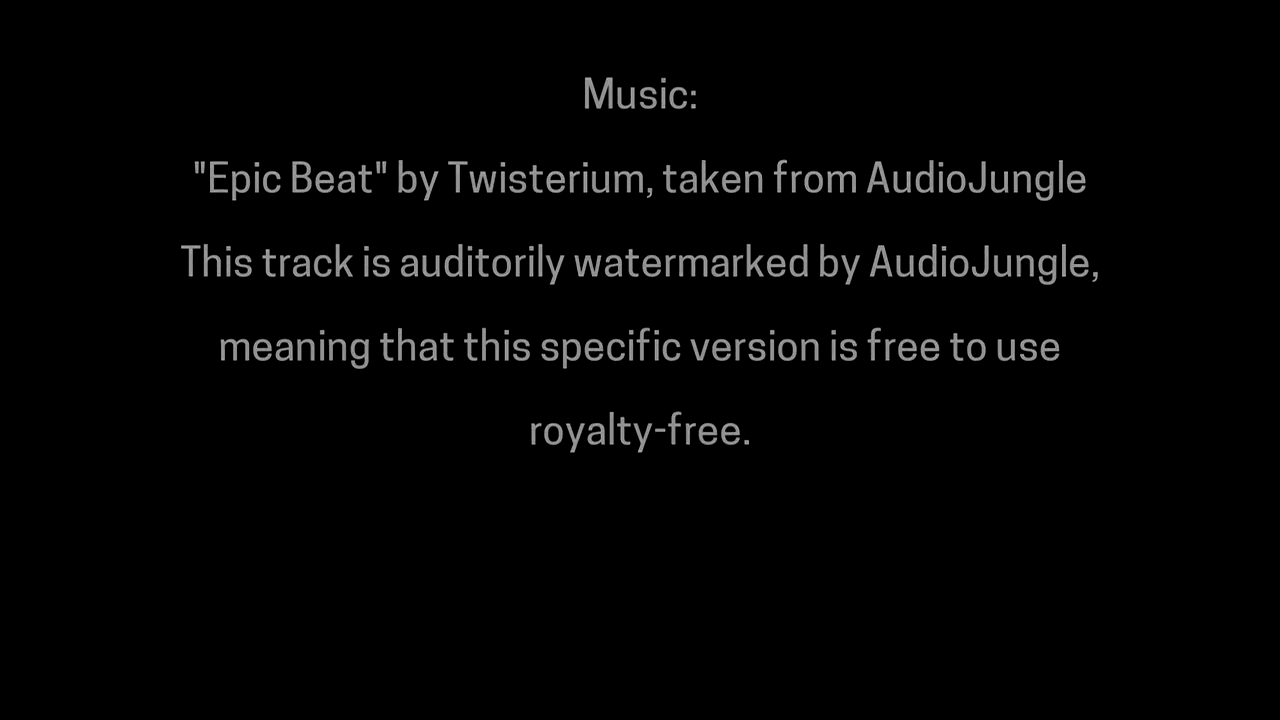 Music:
"Epic Beat" by Twisterium, taken from AudioJungle
This track is auditorily watermarked by AudioJungle,
meaning that this specific version is free to use
royalty-free.